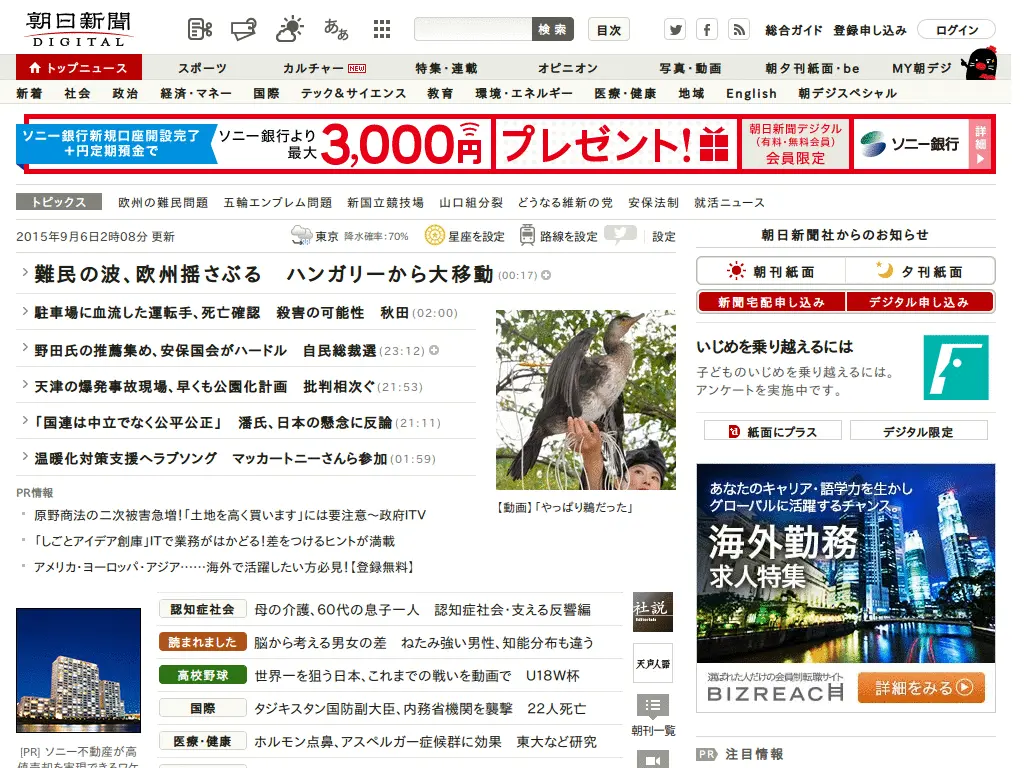 朝日新聞
DIGITAL
あぁ
検索
目次
総合ガイド 登録申し込み
ログイン
トップニュース
スポーツ
カルチャー NEW
特集・連載
オピニオン
写真・動画
朝夕刊紙面・be
MY朝デジ
新着 社会 政治 経済・マネー 国際 テック&サイエンス 教育 環境・エネルギー 医療・健康 地域 English 朝デジスペシャル
ソニー銀行新規口座開設完了
+円定期預金で
ソニー銀行より
最大
3,000円
プレゼント!
朝日新聞デジタル
(有料・無料会員)
会員限定
ソニー銀行
詳細
トピックス
欧州の難民問題 五輪エンブレム問題 新国立競技場 山口組分裂 どうなる維新の党 安保法制 就活ニュース
2015年9月6日2時08分 更新
東京 降水確率:70%
星座を設定
路線を設定
設定
難民の波、欧州揺さぶる ハンガリーから大移動 (00:17)
駐車場に血流した運転手、死亡確認 殺害の可能性 秋田 (02:00)
野田氏の推薦集め、安保国会がハードル 自民総裁選 (23:12)
天津の爆発事故現場、早くも公園化計画 批判相次ぐ (21:53)
「国連は中立でなく公平公正」 潘氏、日本の懸念に反論 (21:11)
温暖化対策支援へラブソング マッカートニーさんら参加 (01:59)
【動画】「やっぱり鵜だった」
PR情報
原野商法の二次被害急増!「土地を高く買います」には要注意~政府ITV
「しごとアイデア創庫」ITで業務がはかどる!差をつけるヒントが満載
アメリカ・ヨーロッパ・アジア……海外で活躍したい方必見!【登録無料】
[PR] ソニー不動産が高
値売却を実現できるワケ
認知症社会 母の介護、60代の息子一人 認知症社会・支える反響編
読まれました 脳から考える男女の差 ねたみ強い男性、知能分布も違う
高校野球 世界一を狙う日本、これまでの戦いを動画で U18W杯
国際 タジキスタン国防副大臣、内務省機関を襲撃 22人死亡
医療・健康 ホルモン点鼻、アスペルガー症候群に効果 東大など研究
社説
天声人語
朝刊一覧
朝日新聞社からのお知らせ
朝刊紙面
夕刊紙面
新聞宅配申し込み
デジタル申し込み
いじめを乗り越えるには
子どものいじめを乗り越えるには。
アンケートを実施中です。
紙面にプラス
デジタル限定
あなたのキャリア・語学力を生かし
グローバルに活躍するチャンス。
海外勤務
求人特集
選ばれた人だけの会員制転職サイト
BIZREACH
詳細をみる
PR 注目情報